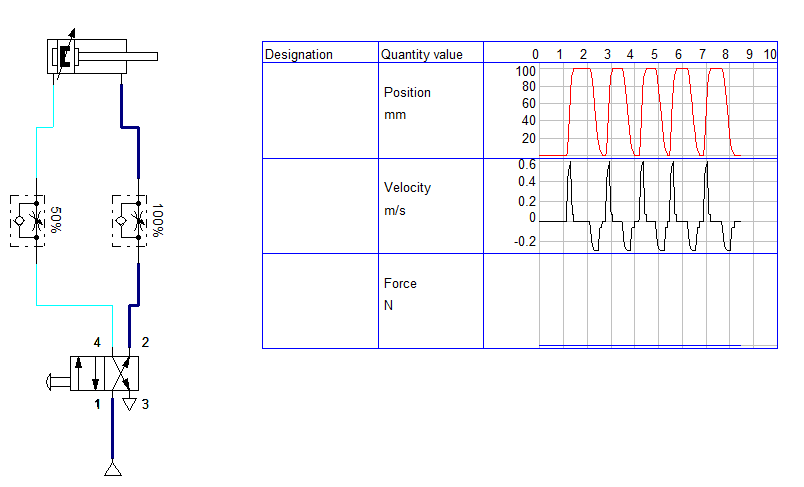 Designation Quantity value 0 1 2 3 4 5 6 7 8 9 10
Position
mm
100
80
60
40
20
Velocity
m/s
0.6
0.4
0.2
0
-0.2
Force
N
50%
100%
4 2
1 3